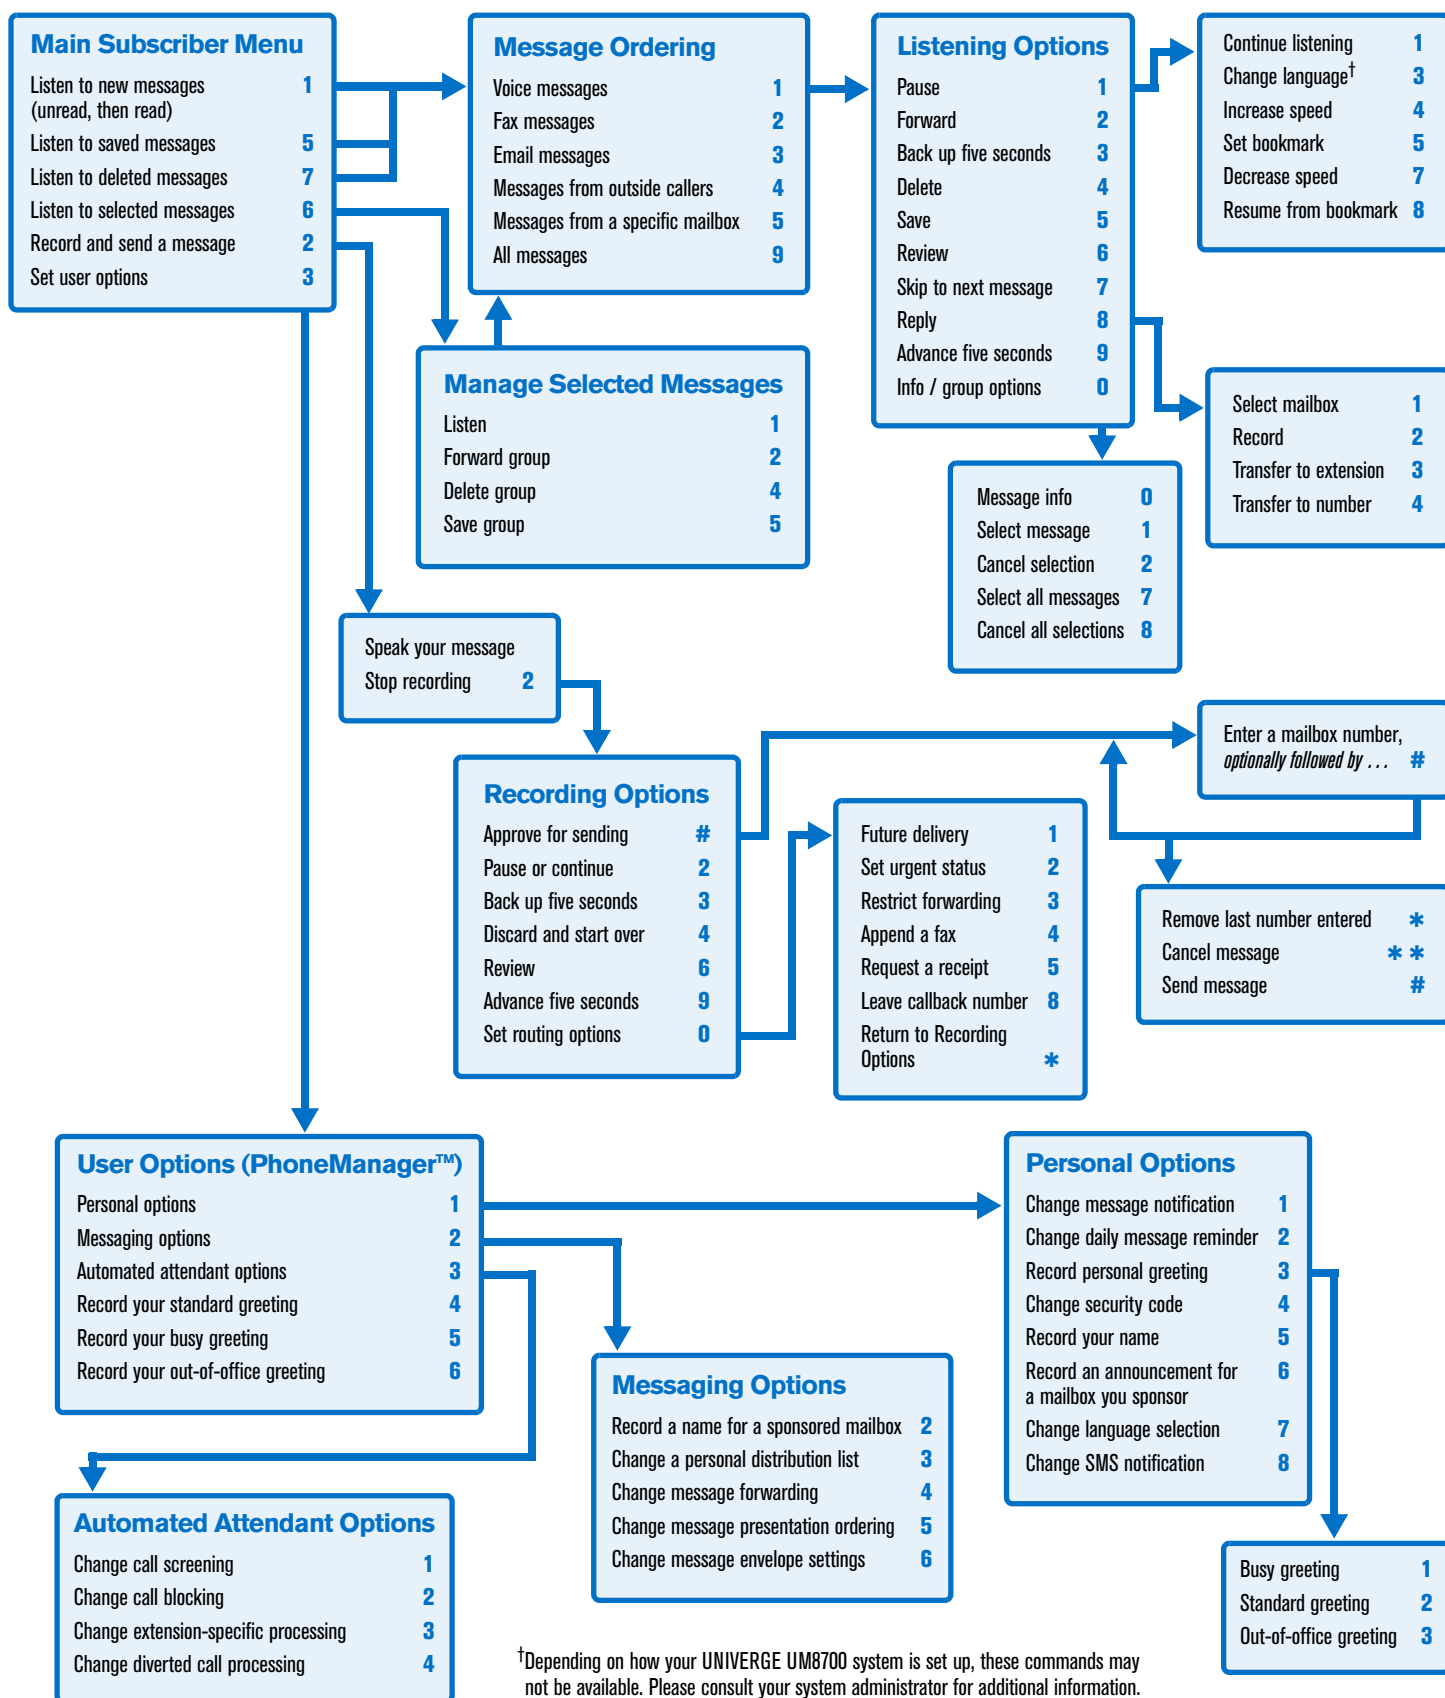 Main Subscriber Menu
Listen to new messages 1
(unread, then read)
Listen to saved messages 5
Listen to deleted messages 7
Listen to selected messages 6
Record and send a message 2
Set user options 3
Message Ordering
Voice messages 1
Fax messages 2
Email messages 3
Messages from outside callers 4
Messages from a specific mailbox 5
All messages 9
Listening Options
Pause 1
Forward 2
Back up five seconds 3
Delete 4
Save 5
Review 6
Skip to next message 7
Reply 8
Advance five seconds 9
Info / group options 0
Continue listening 1
Change language† 3
Increase speed 4
Set bookmark 5
Decrease speed 7
Resume from bookmark 8
Manage Selected Messages
Listen 1
Forward group 2
Delete group 4
Save group 5
Select mailbox 1
Record 2
Transfer to extension 3
Transfer to number 4
Message info 0
Select message 1
Cancel selection 2
Select all messages 7
Cancel all selections 8
Speak your message
Stop recording 2
Recording Options
Approve for sending #
Pause or continue 2
Back up five seconds 3
Discard and start over 4
Review 6
Advance five seconds 9
Set routing options 0
Future delivery 1
Set urgent status 2
Restrict forwarding 3
Append a fax 4
Request a receipt 5
Leave callback number 8
Return to Recording
Options *
Enter a mailbox number,
optionally followed by . . . #
Remove last number entered *
Cancel message * *
Send message #
User Options (PhoneManager™)
Personal options 1
Messaging options 2
Automated attendant options 3
Record your standard greeting 4
Record your busy greeting 5
Record your out-of-office greeting 6
Personal Options
Change message notification 1
Change daily message reminder 2
Record personal greeting 3
Change security code 4
Record your name 5
Record an announcement for 6
a mailbox you sponsor
Change language selection 7
Change SMS notification 8
Messaging Options
Record a name for a sponsored mailbox 2
Change a personal distribution list 3
Change message forwarding 4
Change message presentation ordering 5
Change message envelope settings 6
Automated Attendant Options
Change call screening 1
Change call blocking 2
Change extension-specific processing 3
Change diverted call processing 4
Busy greeting 1
Standard greeting 2
Out-of-office greeting 3
†Depending on how your UNIVERGE UM8700 system is set up, these commands may
not be available. Please consult your system administrator for additional information.